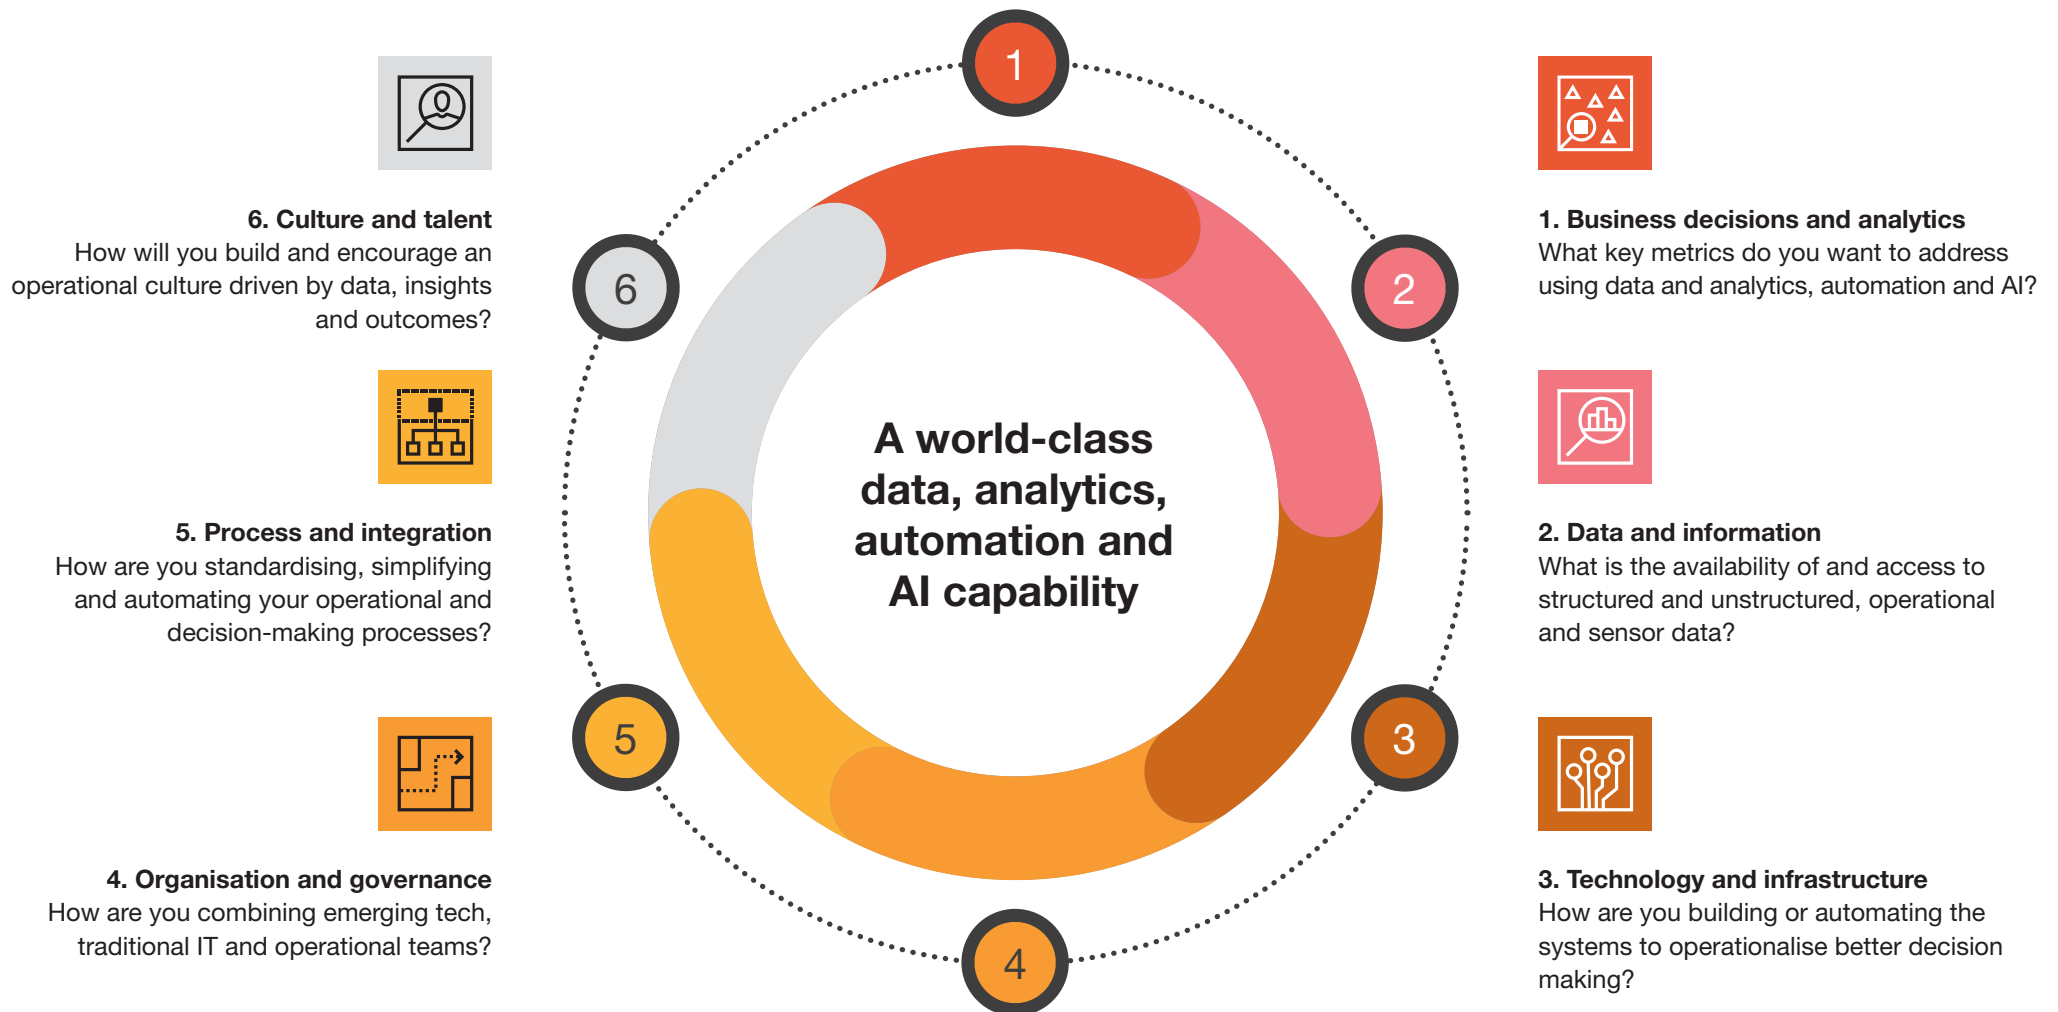 1
2
3
4
5
6
A world-class
data, analytics,
automation and
AI capability
1. Business decisions and analytics
What key metrics do you want to address
using data and analytics, automation and AI?
2. Data and information
What is the availability of and access to
structured and unstructured, operational
and sensor data?
3. Technology and infrastructure
How are you building or automating the
systems to operationalise better decision
making?
4. Organisation and governance
How are you combining emerging tech,
traditional IT and operational teams?
5. Process and integration
How are you standardising, simplifying
and automating your operational and
decision-making processes?
6. Culture and talent
How will you build and encourage an
operational culture driven by data, insights
and outcomes?